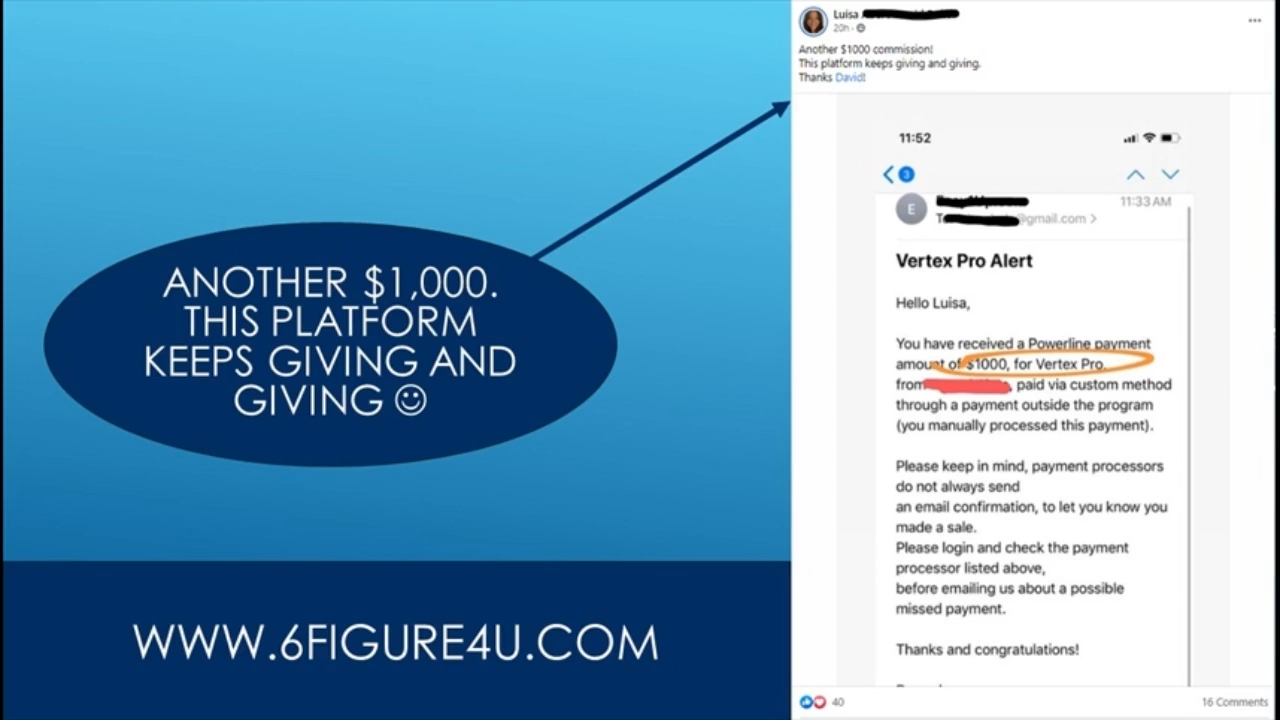 ANOTHER $1,000.
THIS PLATFORM
KEEPS GIVING AND
GIVING ☺
WWW.6FIGURE4U.COM
Luisa
20h
Another $1000 commission!
This platform keeps giving and giving.
Thanks David!
11:52
3
E
11:33 AM
@gmail.com >
Vertex Pro Alert
Hello Luisa,
You have received a Powerline payment
amount of $1000, for Vertex Pro.
from , paid via custom method
through a payment outside the program
(you manually processed this payment).
Please keep in mind, payment processors
do not always send
an email confirmation, to let you know you
made a sale.
Please login and check the payment
processor listed above,
before emailing us about a possible
missed payment.
Thanks and congratulations!
40
16 Comments